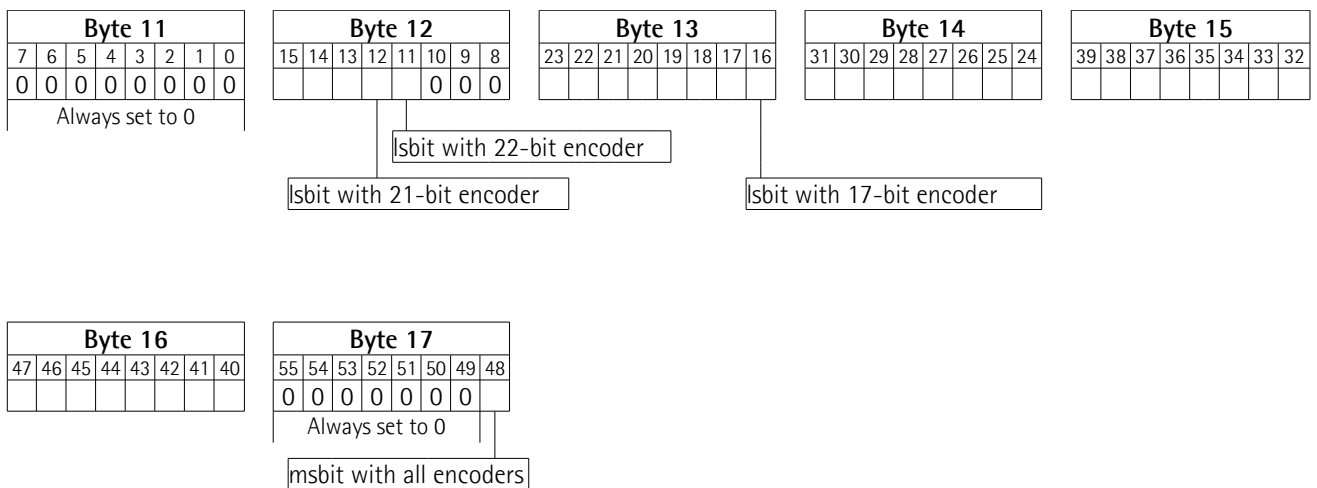 Byte 11 Byte 12 Byte 13 Byte 14 Byte 15
7 6 5 4 3 2 1 0 15 14 13 12 11 10 9 8 23 22 21 20 19 18 17 16 31 30 29 28 27 26 25 24 39 38 37 36 35 34 33 32
0 0 0 0 0 0 0 0 0 0 0
Always set to 0
lsbit with 22-bit encoder
lsbit with 21-bit encoder lsbit with 17-bit encoder
Byte 16 Byte 17
47 46 45 44 43 42 41 40 55 54 53 52 51 50 49 48
0 0 0 0 0 0 0
Always set to 0
msbit with all encoders